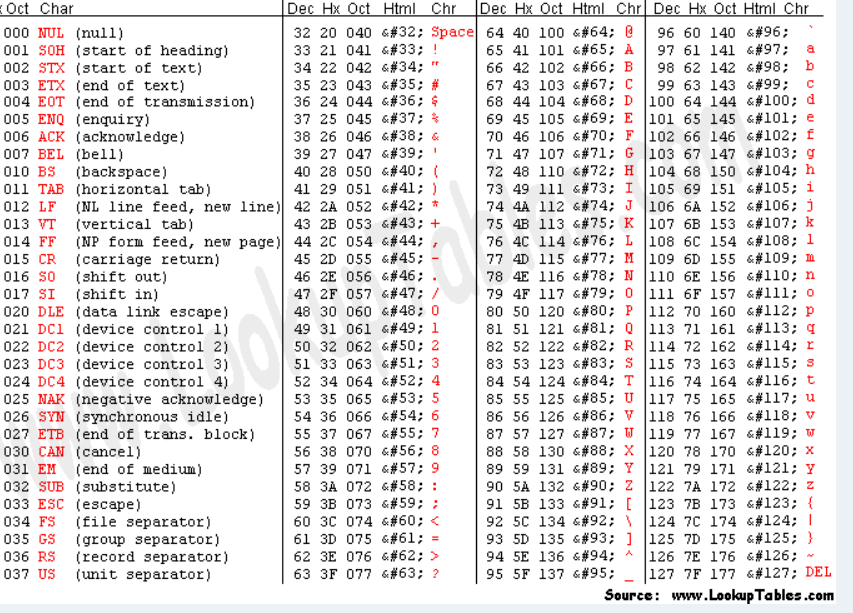 Oct Char Dec Hx Oct Html Chr Dec Hx Oct Html Chr Dec Hx Oct Html Chr
000 NUL (null) 32 20 040 &#32; Space 64 40 100 &#64; @ 96 60 140 &#96; `
001 SOH (start of heading) 33 21 041 &#33; ! 65 41 101 &#65; A 97 61 141 &#97; a
002 STX (start of text) 34 22 042 &#34; " 66 42 102 &#66; B 98 62 142 &#98; b
003 ETX (end of text) 35 23 043 &#35; # 67 43 103 &#67; C 99 63 143 &#99; c
004 EOT (end of transmission) 36 24 044 &#36; $ 68 44 104 &#68; D 100 64 144 &#100; d
005 ENQ (enquiry) 37 25 045 &#37; % 69 45 105 &#69; E 101 65 145 &#101; e
006 ACK (acknowledge) 38 26 046 &#38; & 70 46 106 &#70; F 102 66 146 &#102; f
007 BEL (bell) 39 27 047 &#39; ' 71 47 107 &#71; G 103 67 147 &#103; g
010 BS (backspace) 40 28 050 &#40; ( 72 48 110 &#72; H 104 68 150 &#104; h
011 TAB (horizontal tab) 41 29 051 &#41; ) 73 49 111 &#73; I 105 69 151 &#105; i
012 LF (NL line feed, new line) 42 2A 052 &#42; * 74 4A 112 &#74; J 106 6A 152 &#106; j
013 VT (vertical tab) 43 2B 053 &#43; + 75 4B 113 &#75; K 107 6B 153 &#107; k
014 FF (NP form feed, new page) 44 2C 054 &#44; , 76 4C 114 &#76; L 108 6C 154 &#108; l
015 CR (carriage return) 45 2D 055 &#45; - 77 4D 115 &#77; M 109 6D 155 &#109; m
016 SO (shift out) 46 2E 056 &#46; . 78 4E 116 &#78; N 110 6E 156 &#110; n
017 SI (shift in) 47 2F 057 &#47; / 79 4F 117 &#79; O 111 6F 157 &#111; o
020 DLE (data link escape) 48 30 060 &#48; 0 80 50 120 &#80; P 112 70 160 &#112; p
021 DC1 (device control 1) 49 31 061 &#49; 1 81 51 121 &#81; Q 113 71 161 &#113; q
022 DC2 (device control 2) 50 32 062 &#50; 2 82 52 122 &#82; R 114 72 162 &#114; r
023 DC3 (device control 3) 51 33 063 &#51; 3 83 53 123 &#83; S 115 73 163 &#115; s
024 DC4 (device control 4) 52 34 064 &#52; 4 84 54 124 &#84; T 116 74 164 &#116; t
025 NAK (negative acknowledge) 53 35 065 &#53; 5 85 55 125 &#85; U 117 75 165 &#117; u
026 SYN (synchronous idle) 54 36 066 &#54; 6 86 56 126 &#86; V 118 76 166 &#118; v
027 ETB (end of trans. block) 55 37 067 &#55; 7 87 57 127 &#87; W 119 77 167 &#119; w
030 CAN (cancel) 56 38 070 &#56; 8 88 58 130 &#88; X 120 78 170 &#120; x
031 EM (end of medium) 57 39 071 &#57; 9 89 59 131 &#89; Y 121 79 171 &#121; y
032 SUB (substitute) 58 3A 072 &#58; : 90 5A 132 &#90; Z 122 7A 172 &#122; z
033 ESC (escape) 59 3B 073 &#59; ; 91 5B 133 &#91; [ 123 7B 173 &#123; {
034 FS (file separator) 60 3C 074 &#60; < 92 5C 134 &#92; \ 124 7C 174 &#124; |
035 GS (group separator) 61 3D 075 &#61; = 93 5D 135 &#93; ] 125 7D 175 &#125; }
036 RS (record separator) 62 3E 076 &#62; > 94 5E 136 &#94; ^ 126 7E 176 &#126; ~
037 US (unit separator) 63 3F 077 &#63; ? 95 5F 137 &#95; _ 127 7F 177 &#127; DEL
Source: www.LookupTables.com
www.LookupTables.com